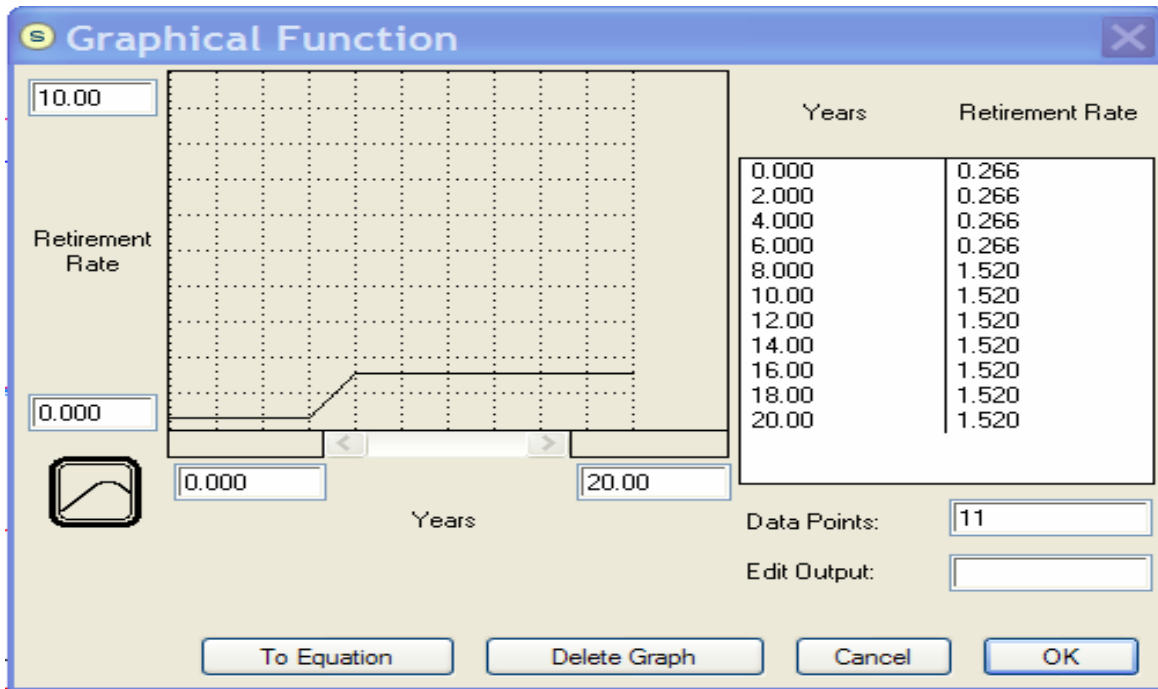 S Graphical Function
10.00
Retirement
Rate
0.000
0.000
20.00
Years
Years Retirement Rate
0.000 0.266
2.000 0.266
4.000 0.266
6.000 0.266
8.000 1.520
10.00 1.520
12.00 1.520
14.00 1.520
16.00 1.520
18.00 1.520
20.00 1.520
Data Points: 11
Edit Output:
To Equation Delete Graph Cancel OK